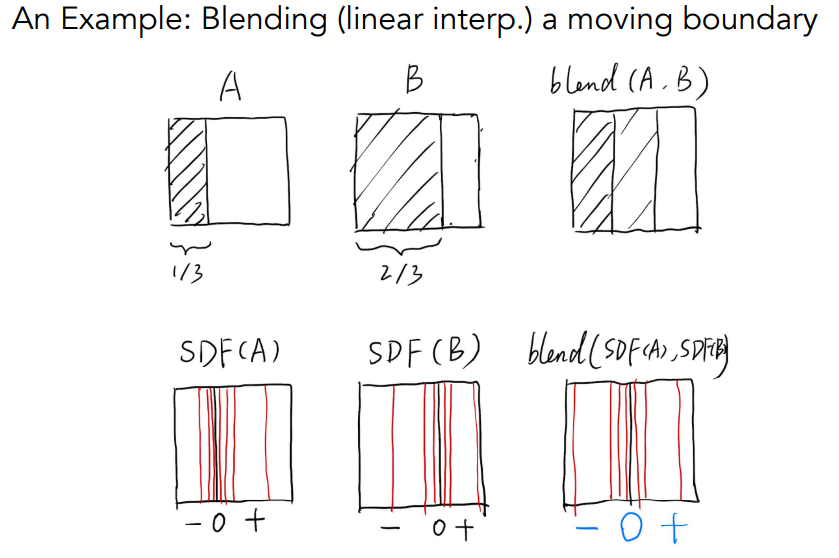 An Example: Blending (linear interp.) a moving boundary
A B blend (A, B)
1/3 2/3
SDF(A) SDF(B) blend(SDF(A), SDF(B))
- 0 + - 0 + - 0 +